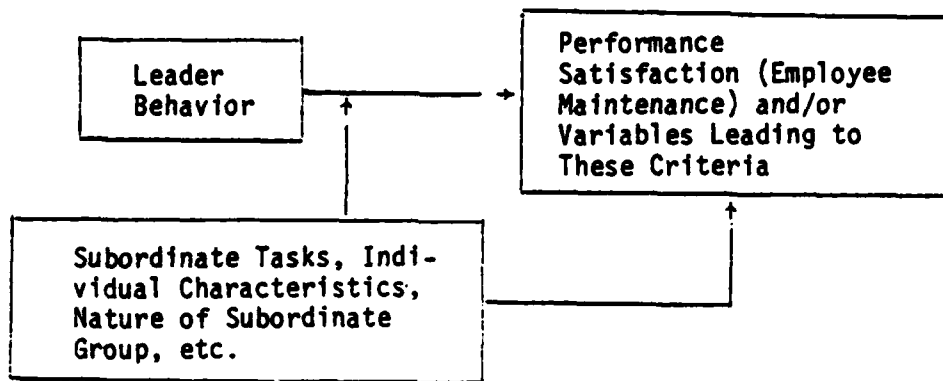 Leader
Behavior
Performance
Satisfaction (Employee
Maintenance) and/or
Variables Leading to
These Criteria
Subordinate Tasks, Indi-
vidual Characteristics,
Nature of Subordinate
Group, etc.